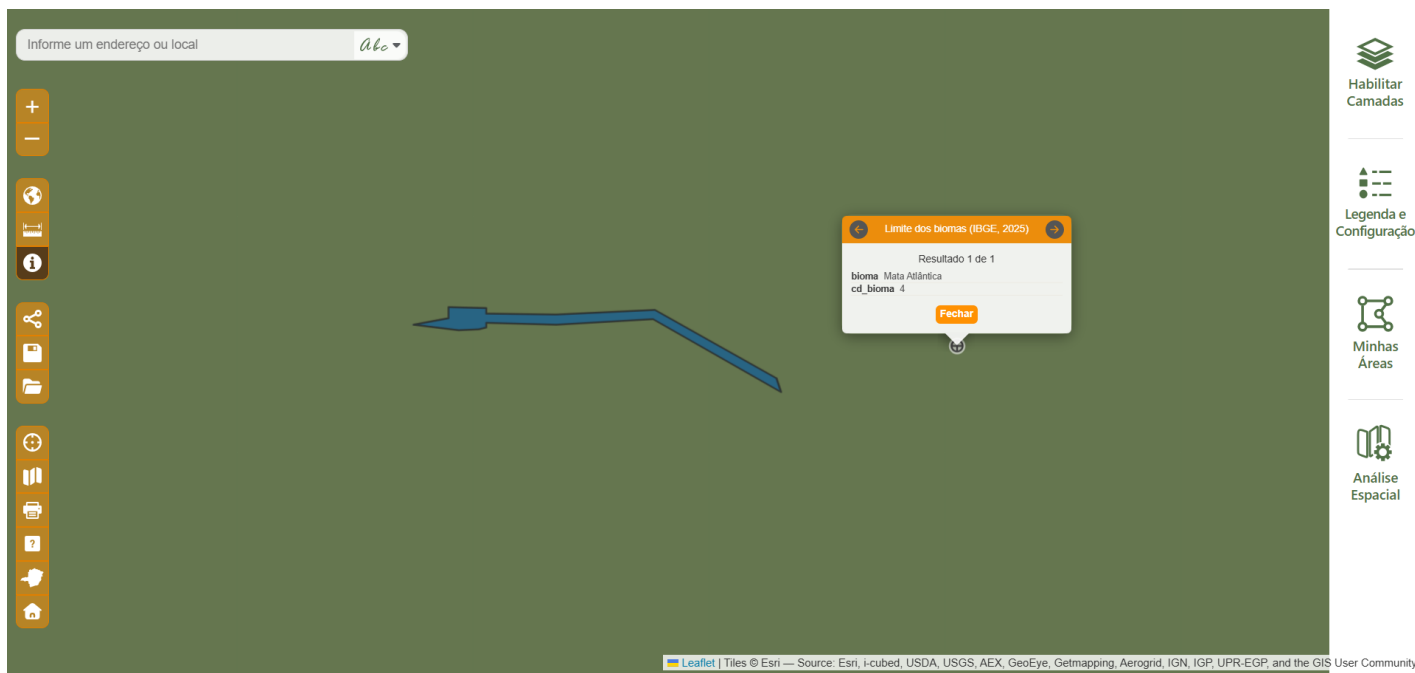 Informe um endereço ou local
Abc
Habilitar
Camadas
Legenda e
Configuração
Limite dos biomas (IBGE, 2025)
Resultado 1 de 1
bioma Mata Atlântica
cd_bioma 4
Fechar
Minhas
Áreas
Análise
Espacial
Leaflet | Tiles © Esri — Source: Esri, i-cubed, USDA, USGS, AEX, GeoEye, Getmapping, Aerogrid, IGN, IGP, UPR-EGP, and the GIS User Community